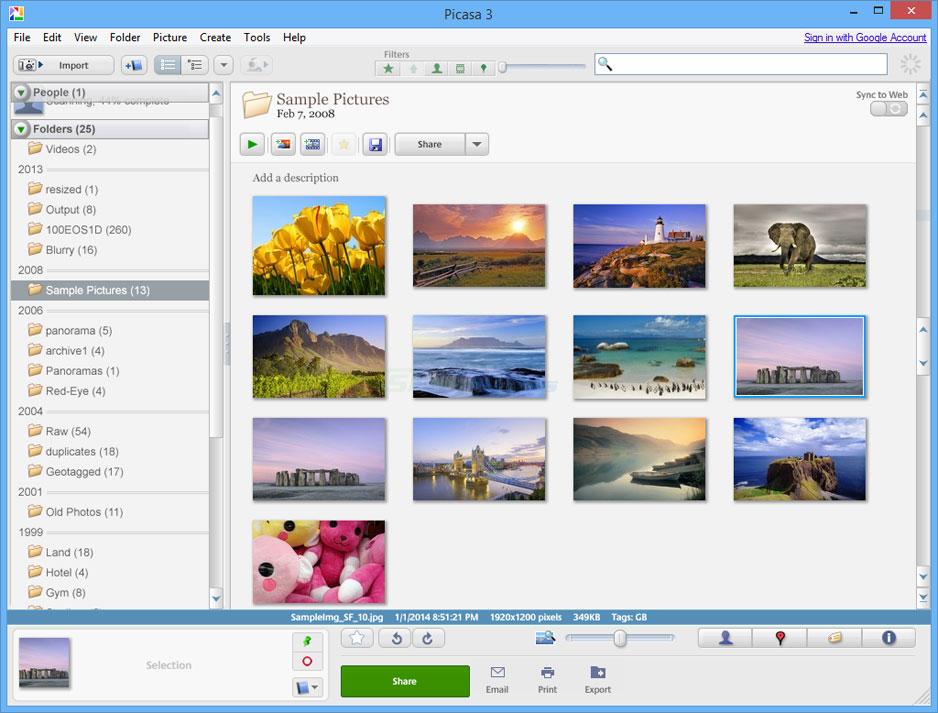 Picasa 3
File Edit View Folder Picture Create Tools Help
Sign in with Google Account
Import
Filters
People (1)
Scanning, 44% complete
Folders (25)
Videos (2)
2013
resized (1)
Output (8)
100EOS1D (260)
Blurry (16)
2008
Sample Pictures (13)
2006
panorama (5)
archive1 (4)
Panoramas (1)
Red-Eye (4)
2004
Raw (54)
duplicates (18)
Geotagged (17)
2001
Old Photos (11)
1999
Land (18)
Hotel (4)
Gym (8)
Sample Pictures
Feb 7, 2008
Sync to Web
Share
Add a description
SampleImg_SF_10.jpg 1/1/2014 8:51:21 PM 1920x1200 pixels 349KB Tags: GB
Selection
Share
Email
Print
Export